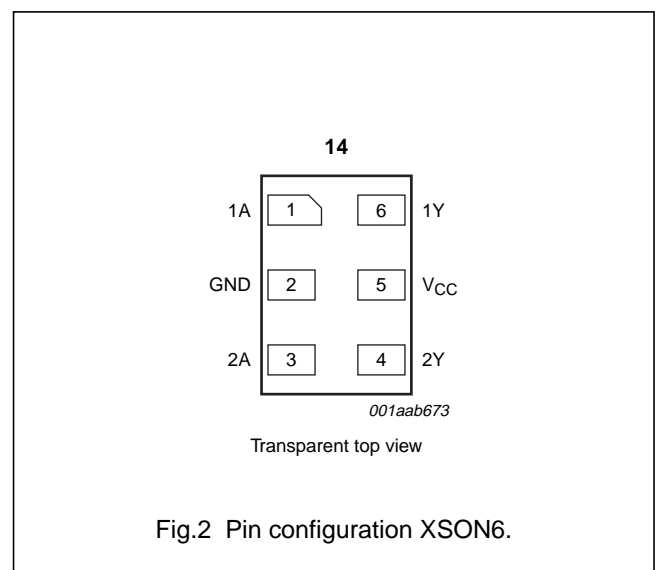 14
1A 1 6 1Y
GND 2 5 VCC
2A 3 4 2Y
001aab673
Transparent top view
Fig.2 Pin configuration XSON6.